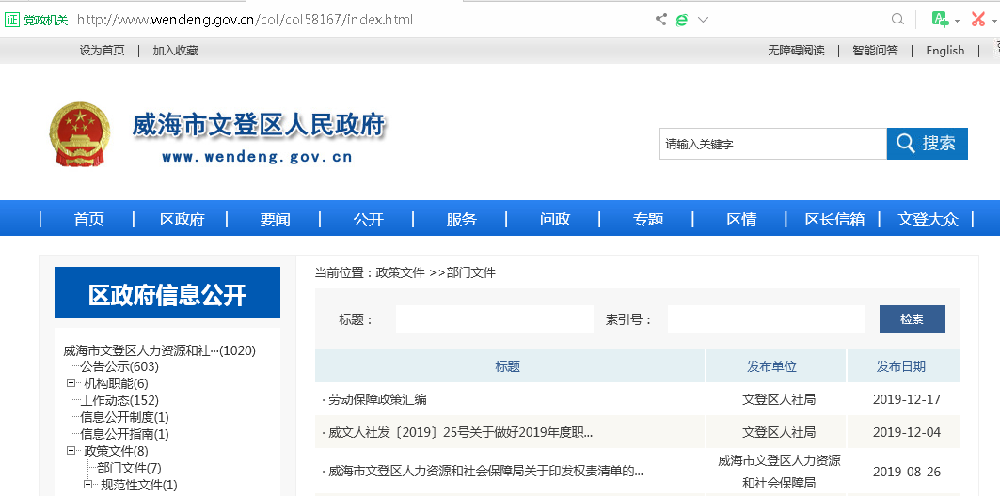 证 党政机关 http://www.wendeng.gov.cn/col/col58167/index.html
设为首页 | 加入收藏 无障碍阅读 | 智能问答 | English |
威海市文登区人民政府
www.wendeng.gov.cn
请输入关键字 搜索
首页 区政府 要闻 公开 服务 问政 专题 区情 区长信箱 文登大众
区政府信息公开
威海市文登区人力资源和社···(1020)
公告公示(603)
机构职能(6)
工作动态(152)
信息公开制度(1)
信息公开指南(1)
政策文件(8)
部门文件(7)
规范性文件(1)
当前位置：政策文件 >>部门文件
标题： 索引号： 检索
标题 发布单位 发布日期
· 劳动保障政策汇编 文登区人社局 2019-12-17
· 威文人社发〔2019〕25号关于做好2019年度职... 文登区人社局 2019-12-04
· 威海市文登区人力资源和社会保障局关于印发权责清单的... 威海市文登区人力资源和社会保障局 2019-08-26